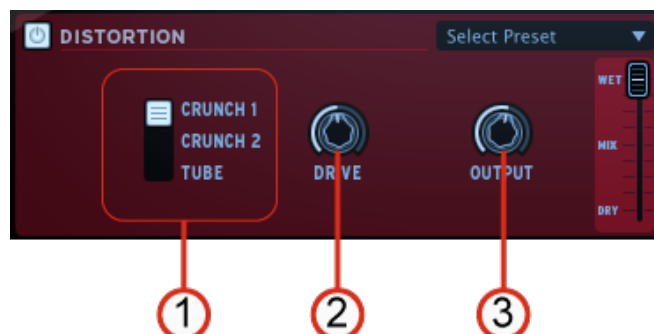 DISTORTION
Select Preset
CRUNCH 1
CRUNCH 2
TUBE
DRIVE
OUTPUT
WET
MIX
DRY
1
2
3